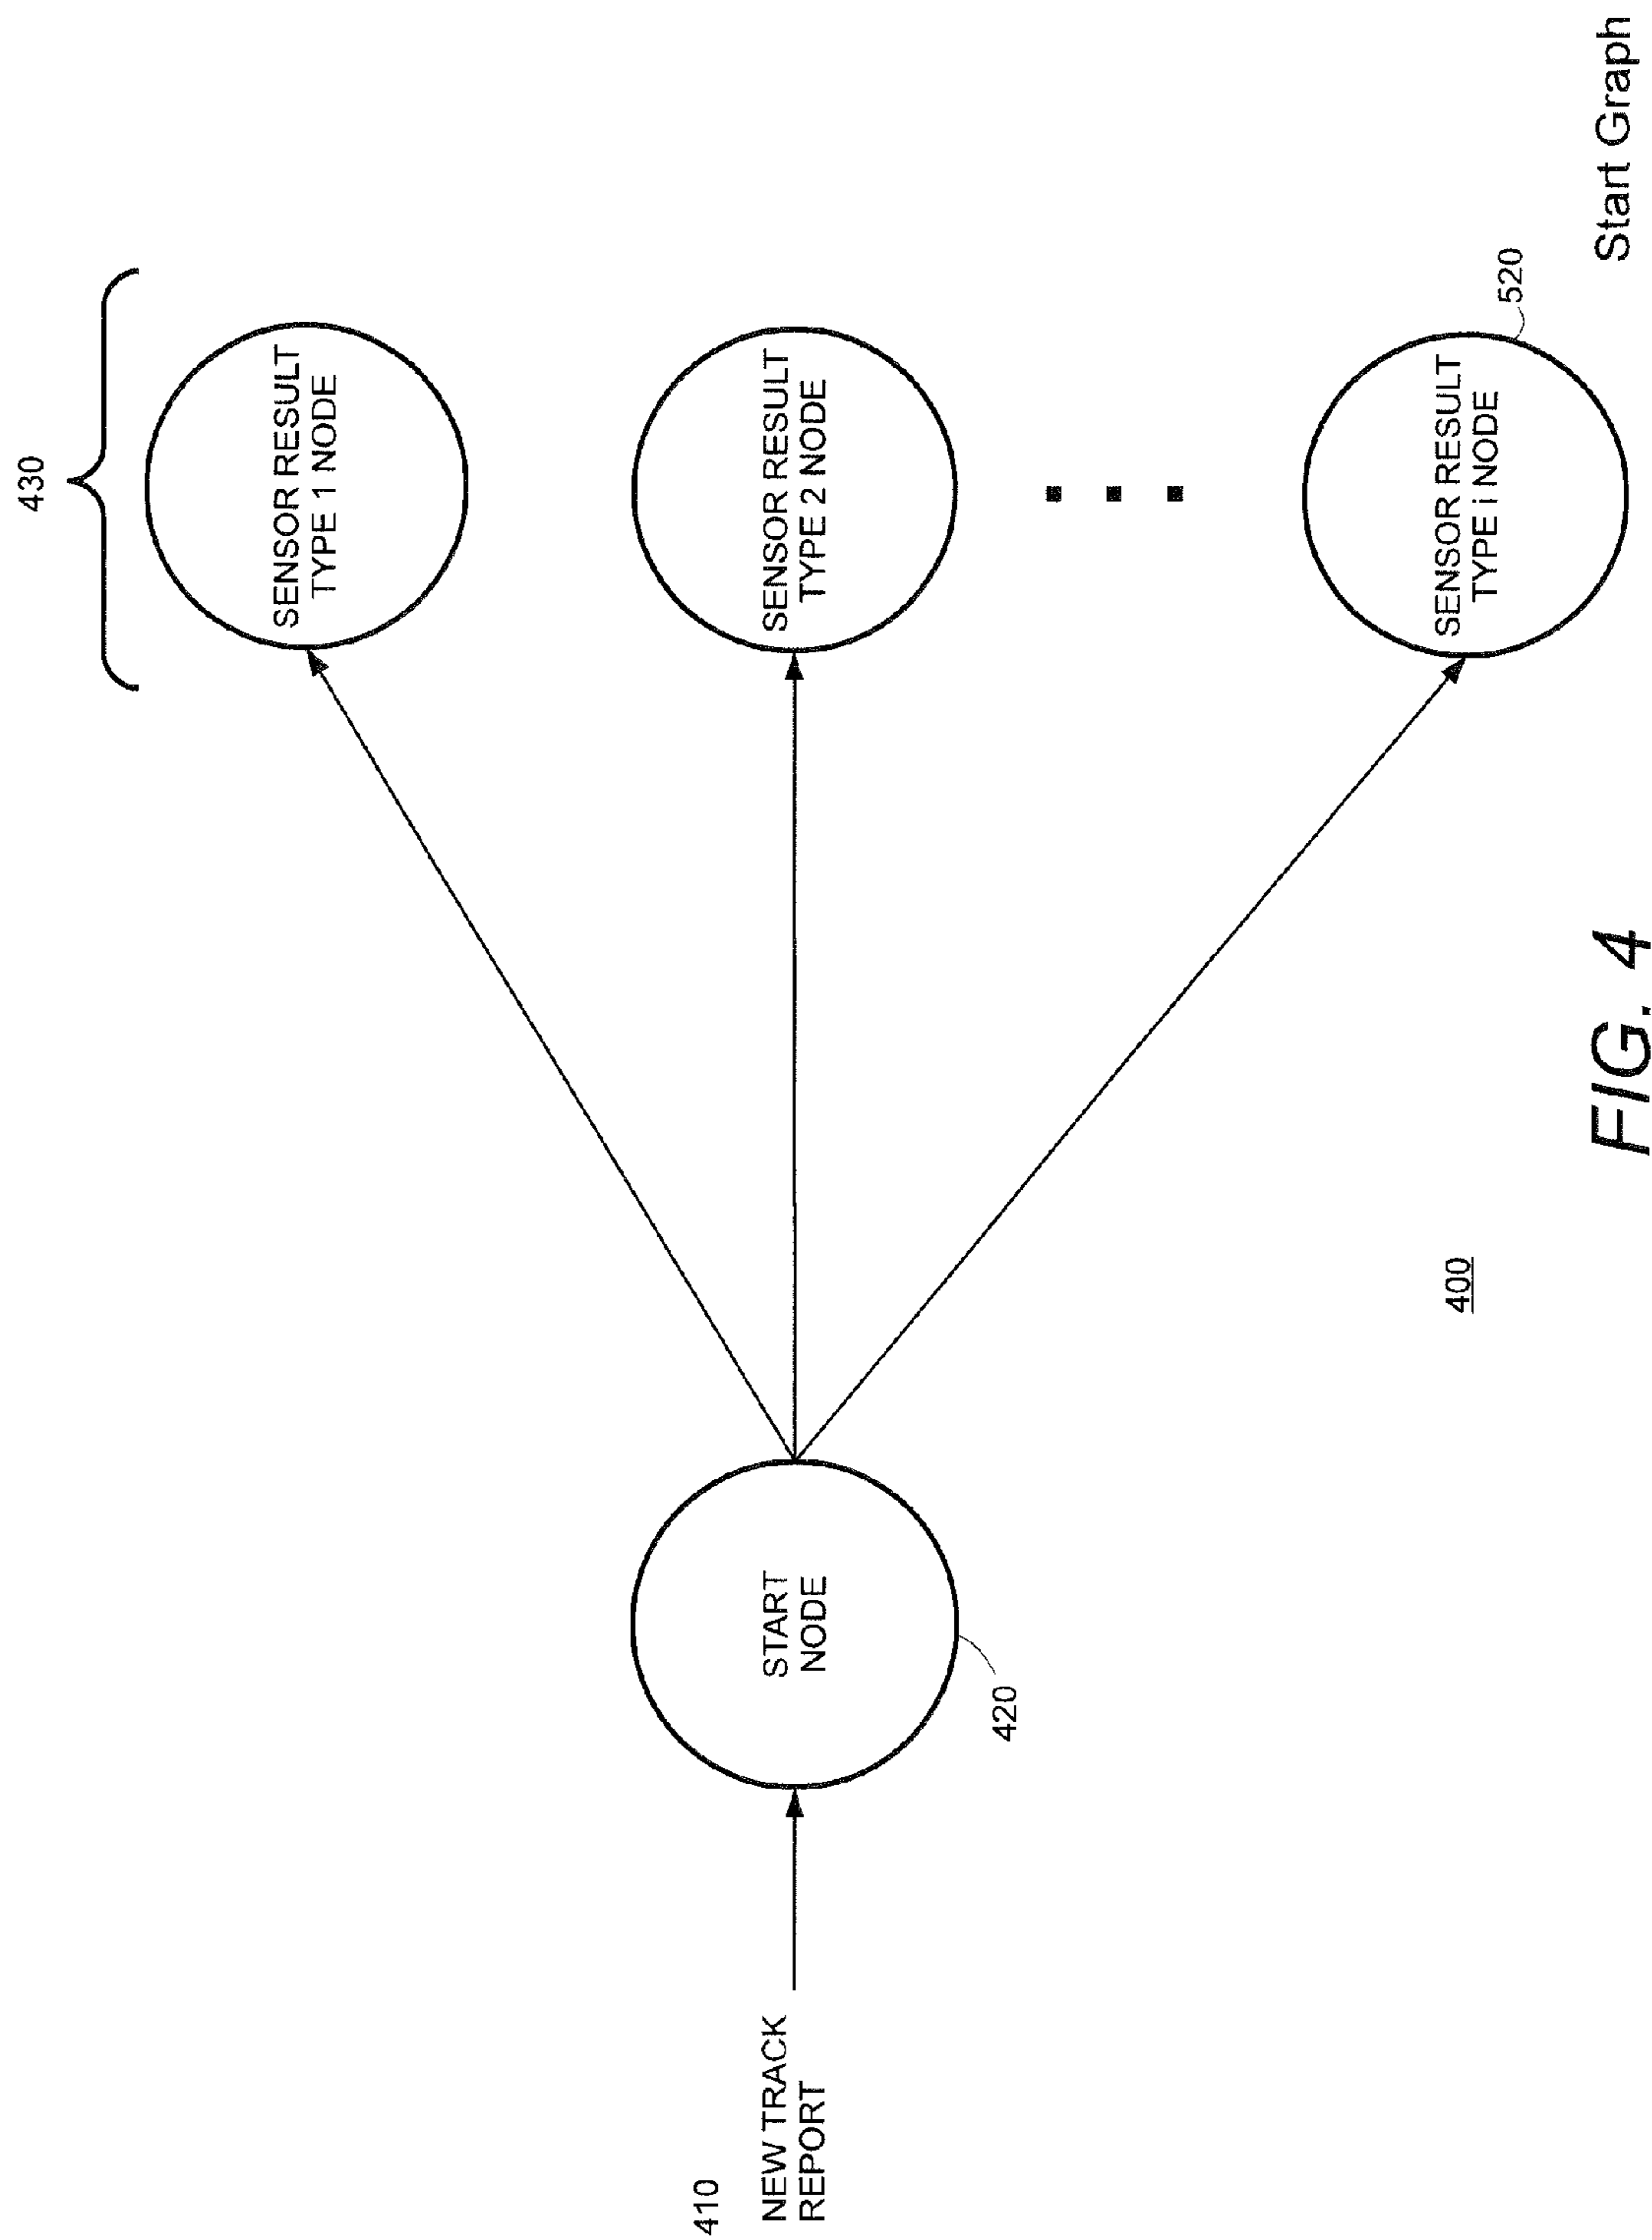 430
SENSOR RESULT
TYPE 1 NODE
SENSOR RESULT
TYPE 2 NODE
SENSOR RESULT
TYPE i NODE
520
START
NODE
420
410
NEW TRACK
REPORT
400
FIG. 4
Start Graph